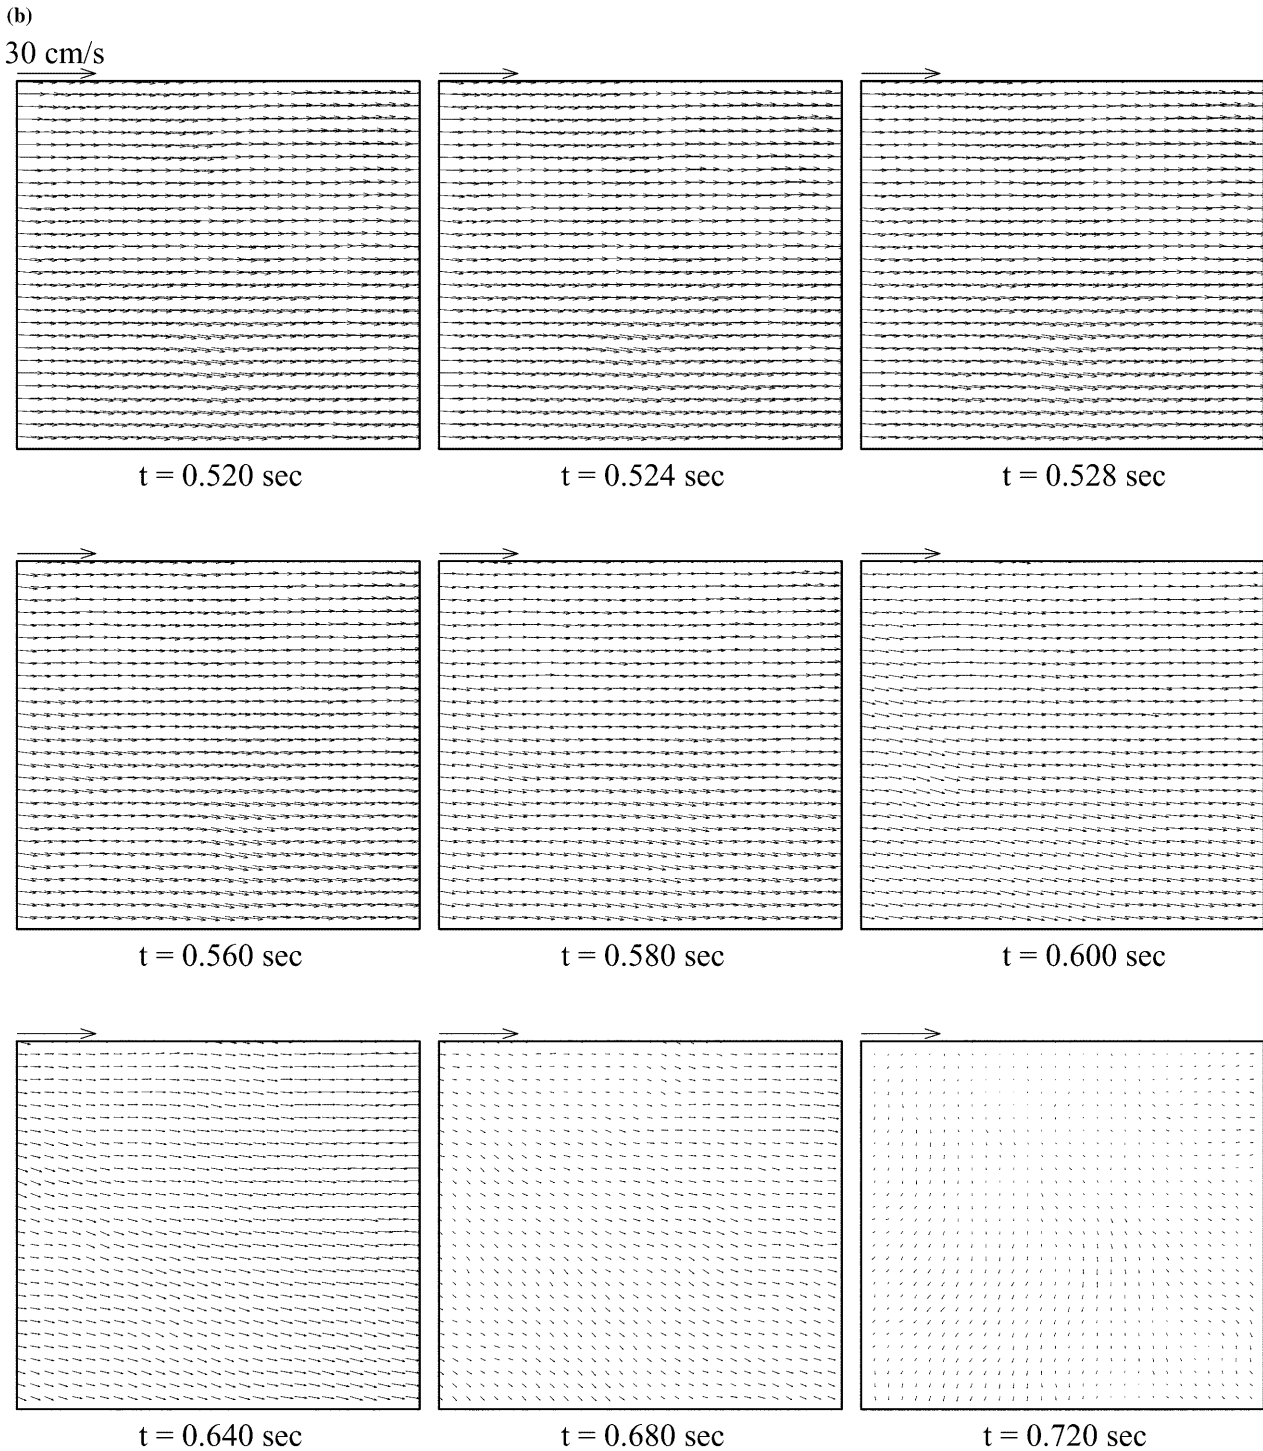 (b)
30 cm/s
t = 0.520 sec
t = 0.524 sec
t = 0.528 sec
t = 0.560 sec
t = 0.580 sec
t = 0.600 sec
t = 0.640 sec
t = 0.680 sec
t = 0.720 sec